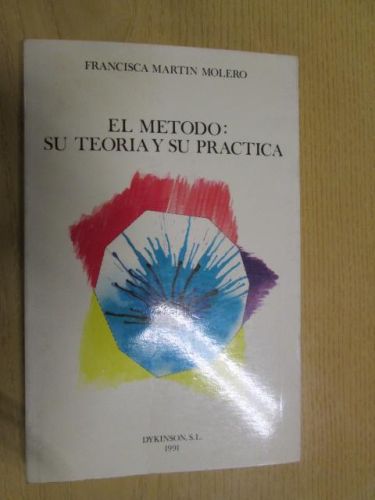 FRANCISCA MARTIN MOLERO
EL METODO:
SU TEORIA Y SU PRACTICA
DYKINSON, S.L.
1991